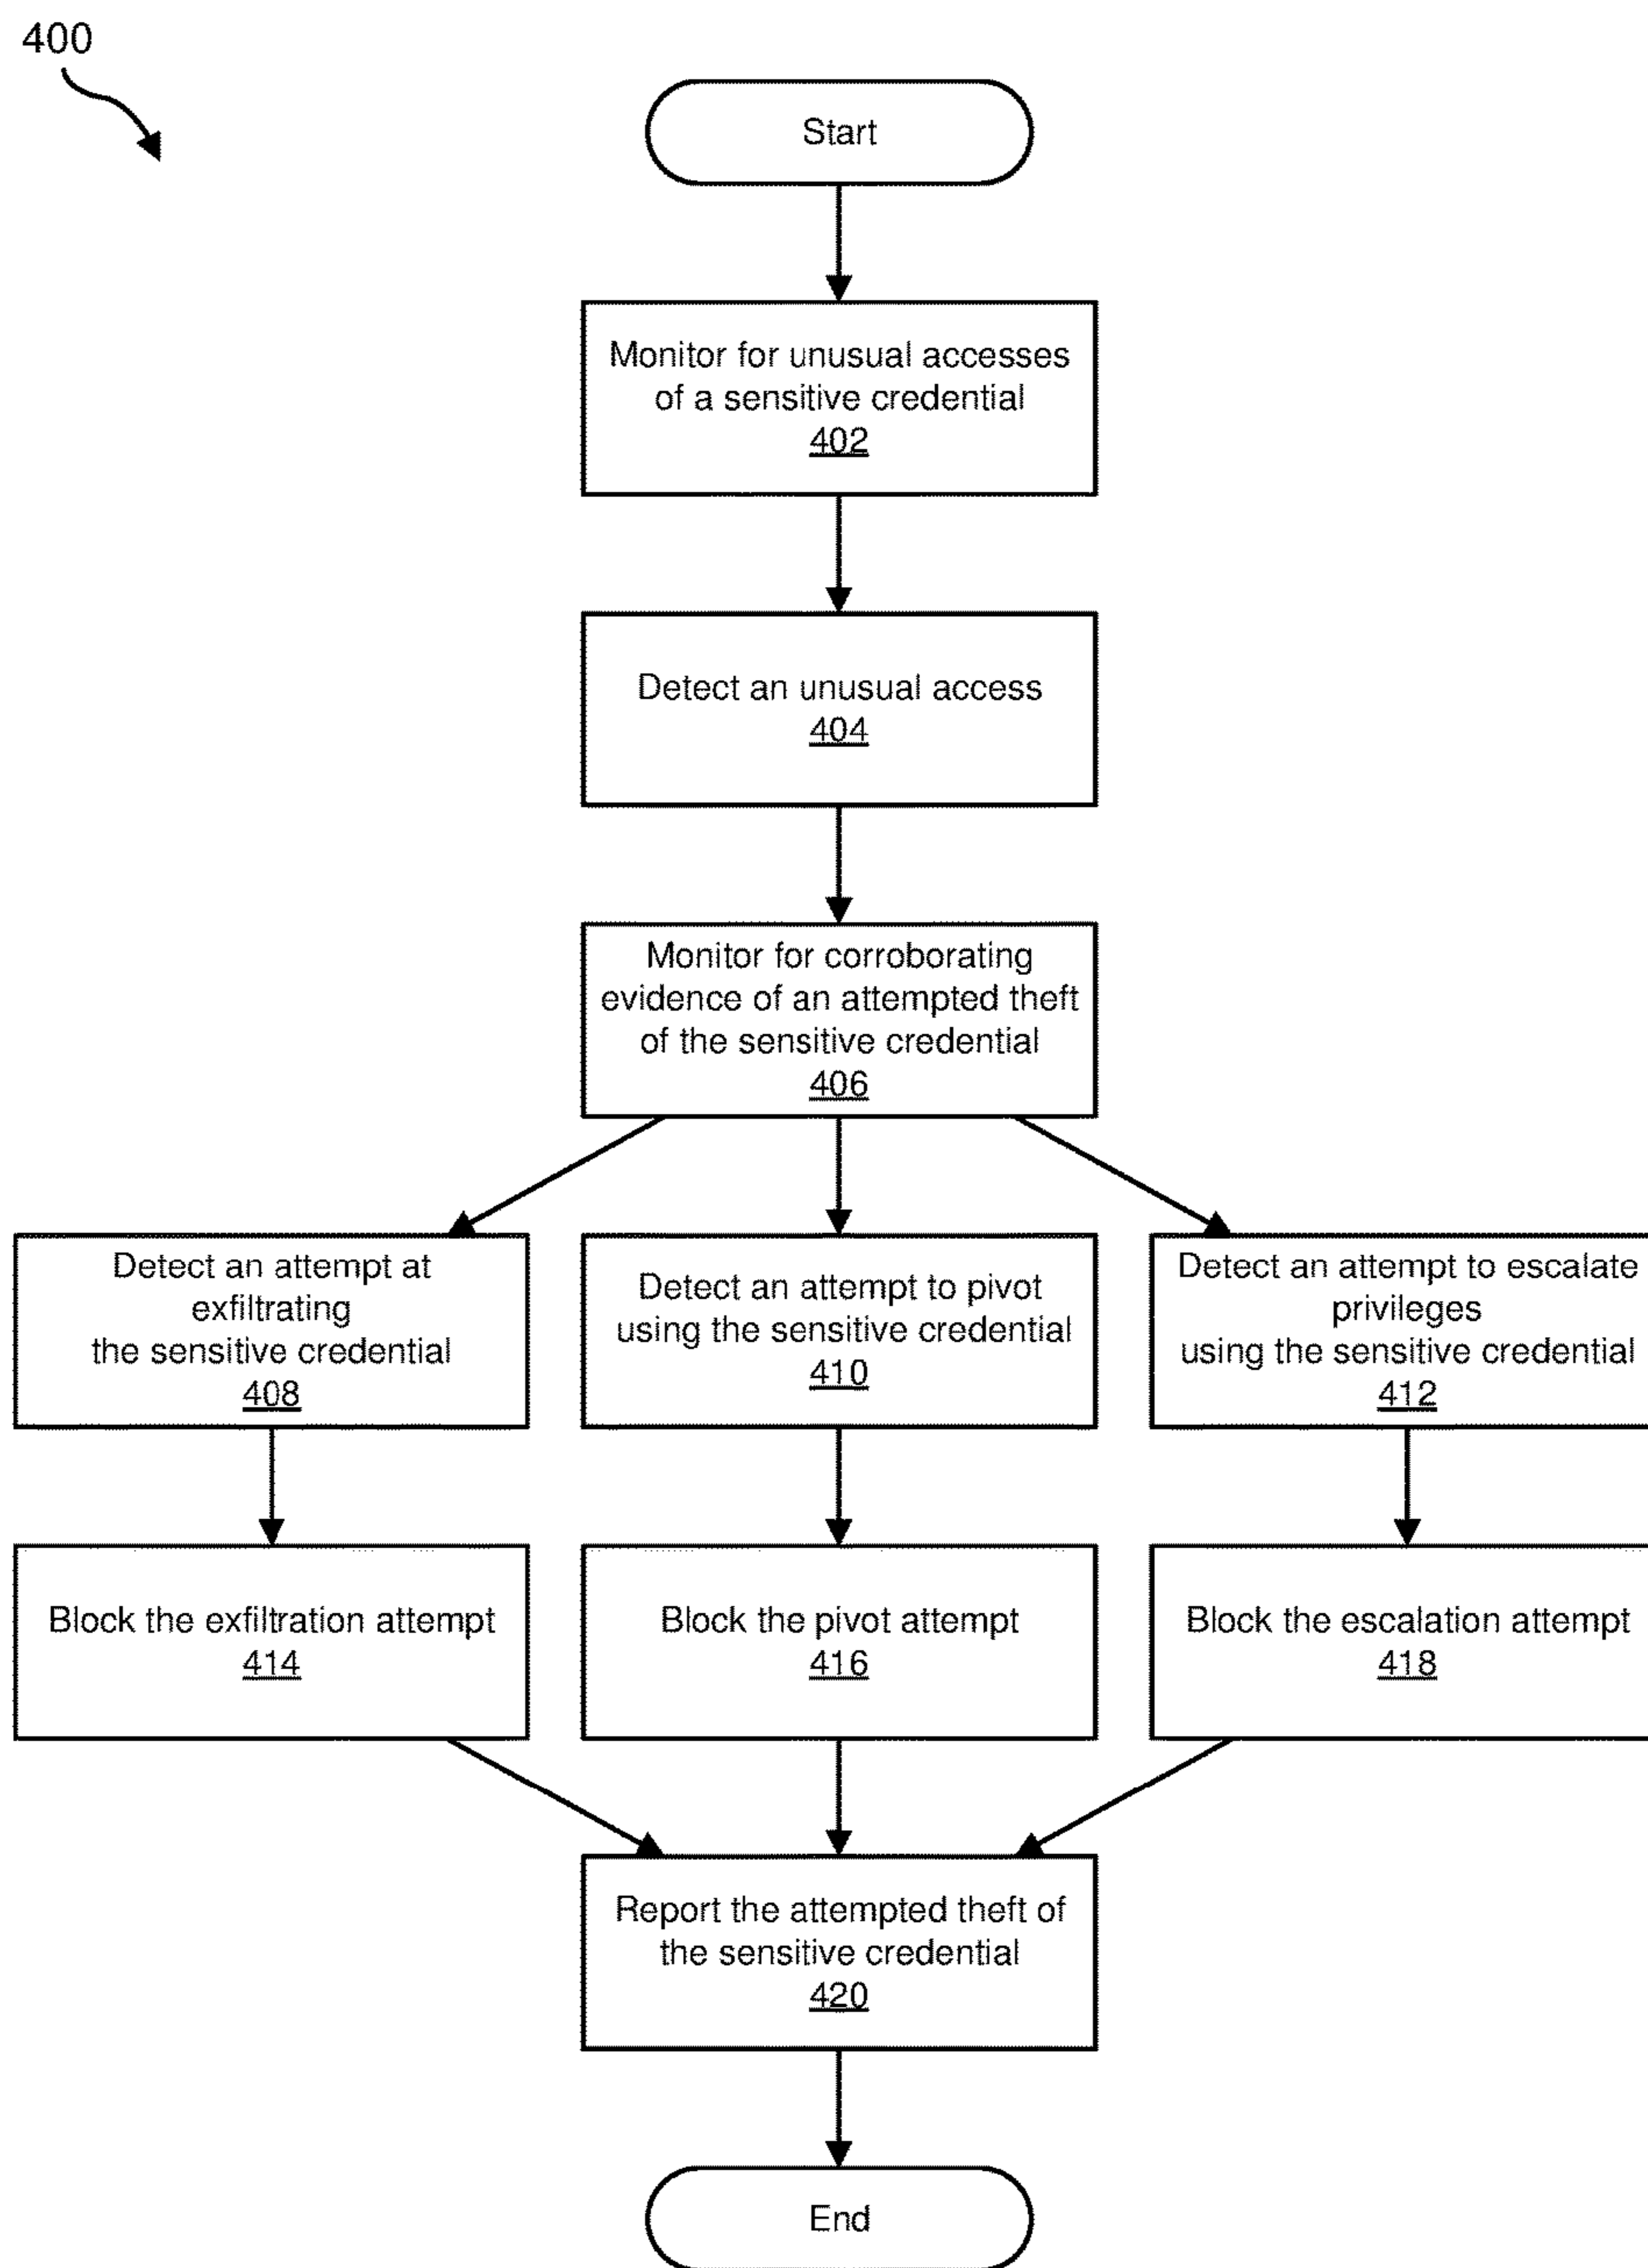 400
Start
Monitor for unusual accesses
of a sensitive credential
402
Detect an unusual access
404
Monitor for corroborating
evidence of an attempted theft
of the sensitive credential
406
Detect an attempt at
exfiltrating
the sensitive credential
408
Detect an attempt to pivot
using the sensitive credential
410
Detect an attempt to escalate
privileges
using the sensitive credential
412
Block the exfiltration attempt
414
Block the pivot attempt
416
Block the escalation attempt
418
Report the attempted theft of
the sensitive credential
420
End